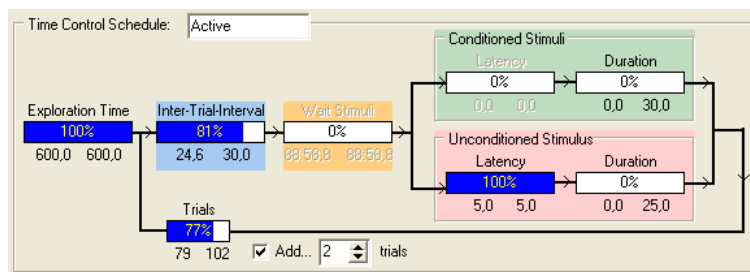 Time Control Schedule: Active
Conditioned Stimuli
Latency Duration
0% 0%
0,0 0,0 0,0 30,0
Exploration Time Inter-Trial-Interval Wait Stimuli
100% 81% 0%
600,0 600,0 24,6 30,0 88:58,8 88:58,8
Unconditioned Stimulus
Latency Duration
100% 0%
5,0 5,0 0,0 25,0
Trials
77%
79 102 Add... 2 trials